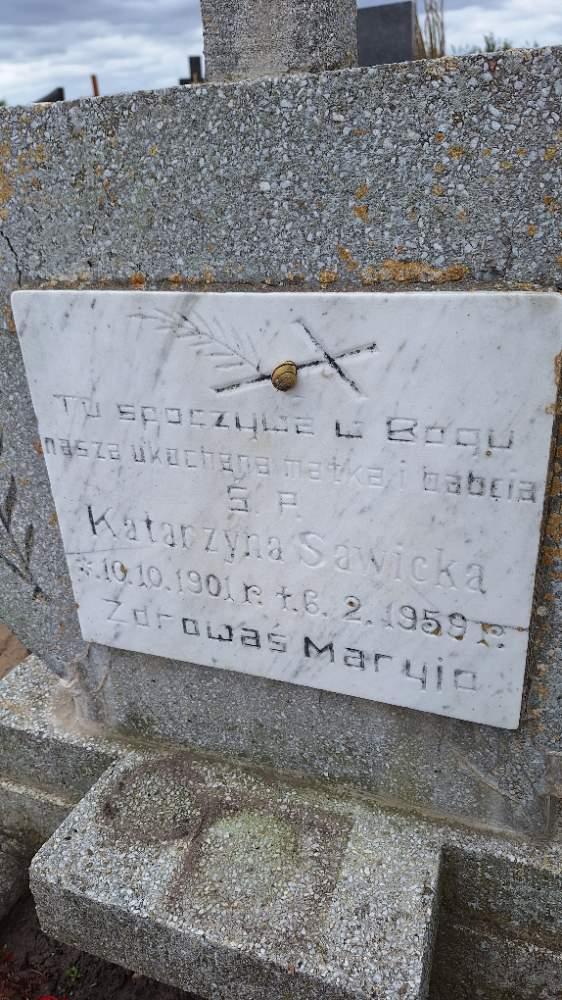 Tu spoczywa w Bogu
nasza ukochana matka i babcia
Ś. P.
Katarzyna Sawicka
*10.10.1901 r. †.6. 2. 1959 r.
Zdrowaś Maryjo